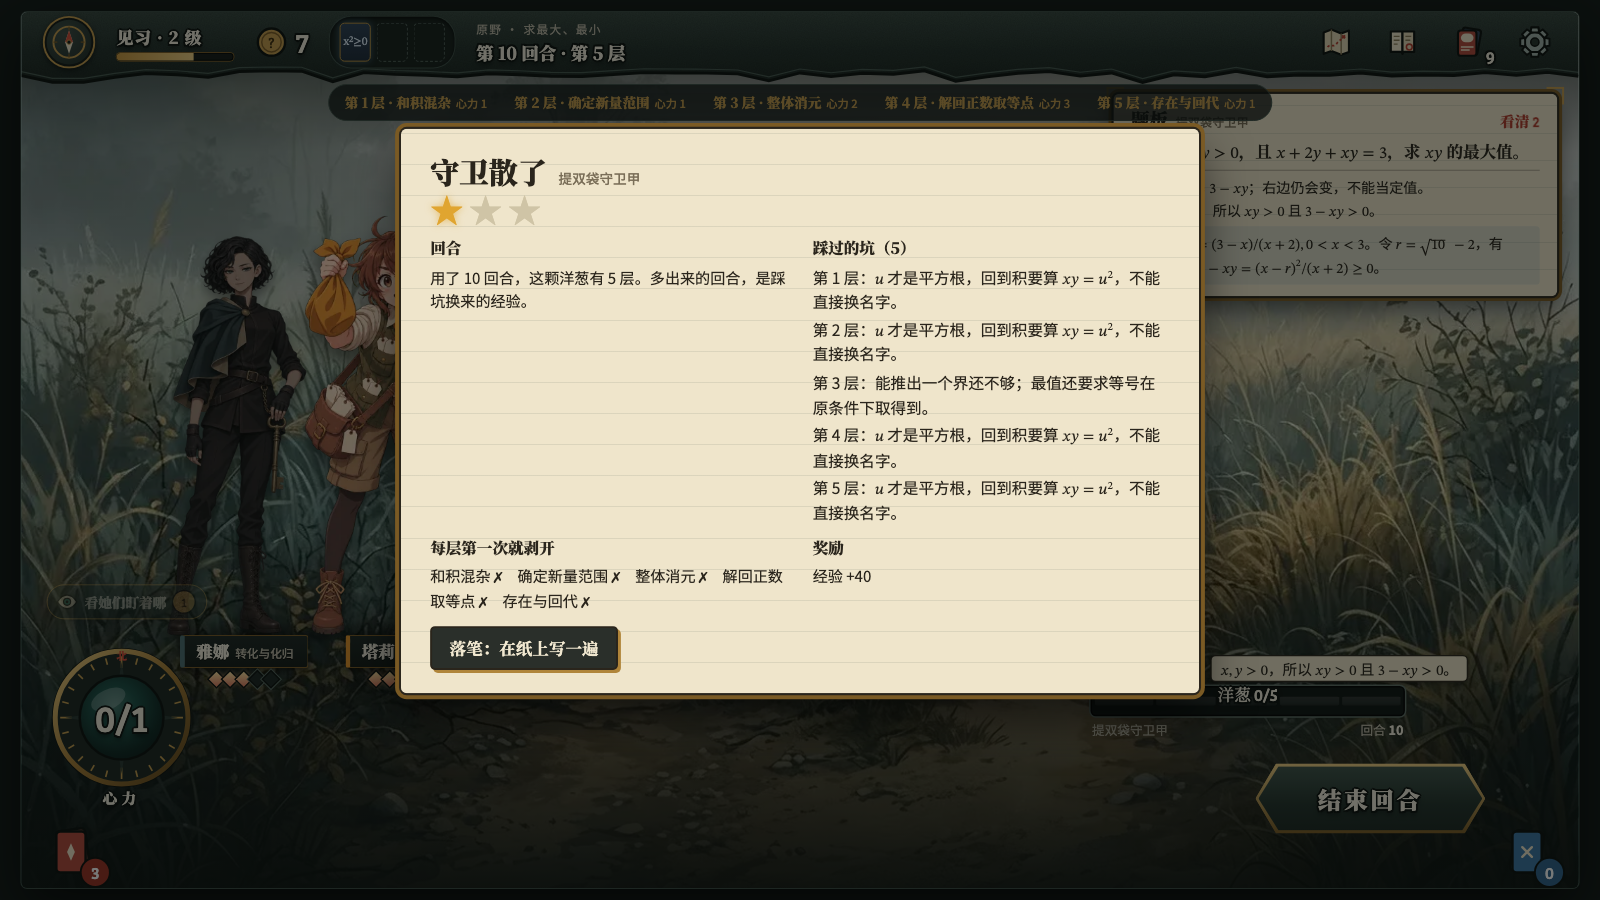 见习 · 2 级
7
x²≥0
原野 · 求最大、最小
第 10 回合 · 第 5 层
9
第 1 层 · 和积混杂 心力 1
第 2 层 · 确定新量范围 心力 1
第 3 层 · 整体消元 心力 2
第 4 层 · 解回正数取等点 心力 3
第 5 层 · 存在与回代 心力 1
提双袋守卫甲
看清 2
y > 0，且 x + 2y + xy = 3，求 xy 的最大值。
3 − xy；右边仍会变，不能当定值。
所以 xy > 0 且 3 − xy > 0。
= (3 − x)/(x + 2), 0 < x < 3。令 r = √10 − 2，有
− xy = (x − r)²/(x + 2) ≥ 0。
守卫散了 提双袋守卫甲
回合
用了 10 回合，这颗洋葱有 5 层。多出来的回合，是踩
坑换来的经验。
踩过的坑（5）
第 1 层：u 才是平方根，回到积要算 xy = u²，不能
直接换名字。
第 2 层：u 才是平方根，回到积要算 xy = u²，不能
直接换名字。
第 3 层：能推出一个界还不够；最值还要求等号在
原条件下取得到。
第 4 层：u 才是平方根，回到积要算 xy = u²，不能
直接换名字。
第 5 层：u 才是平方根，回到积要算 xy = u²，不能
直接换名字。
每层第一次就剥开
和积混杂 ✗ 确定新量范围 ✗ 整体消元 ✗ 解回正数
取等点 ✗ 存在与回代 ✗
奖励
经验 +40
落笔：在纸上写一遍
看她们盯着哪 1
雅娜 转化与化归
塔莉
0/1
心力
3
x, y > 0，所以 xy > 0 且 3 − xy > 0。
洋葱 0/5
提双袋守卫甲
回合 10
结束回合
0